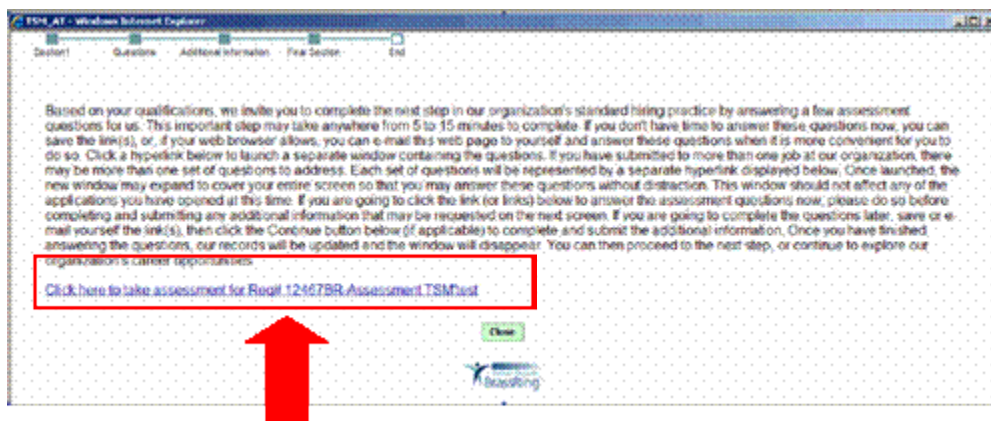 TSM_AT - Windows Internet Explorer
Section1 Questions Additional Information Final Section End
Based on your qualifications, we invite you to complete the next step in our organization's standard hiring practice by answering a few assessment
questions for us. This important step may take anywhere from 5 to 15 minutes to complete. If you don't have time to answer these questions now, you can
save the link(s), or, if your web browser allows, you can e-mail this web page to yourself and answer these questions when it is more convenient for you to
do so. Click a hyperlink below to launch a separate window containing the questions. If you have submitted to more than one job at our organization, there
may be more than one set of questions to address. Each set of questions will be represented by a separate hyperlink displayed below. Once launched, the
new window may expand to cover your entire screen so that you may answer these questions without distraction. This window should not affect any of the
applications you have opened at this time. If you are going to click the link (or links) below to answer the assessment questions now, please do so before
completing and submitting any additional information that may be requested on the next screen. If you are going to complete the questions later, save or e-
mail yourself the link(s), then click the Continue button below (if applicable) to complete and submit the additional information. Once you have finished
answering the questions, our records will be updated and the window will disappear. You can then proceed to the next step, or continue to explore our
organization's career opportunities.
Click here to take assessment for Req# 12467BR-Assessment TSMtest
Close
BrassRing